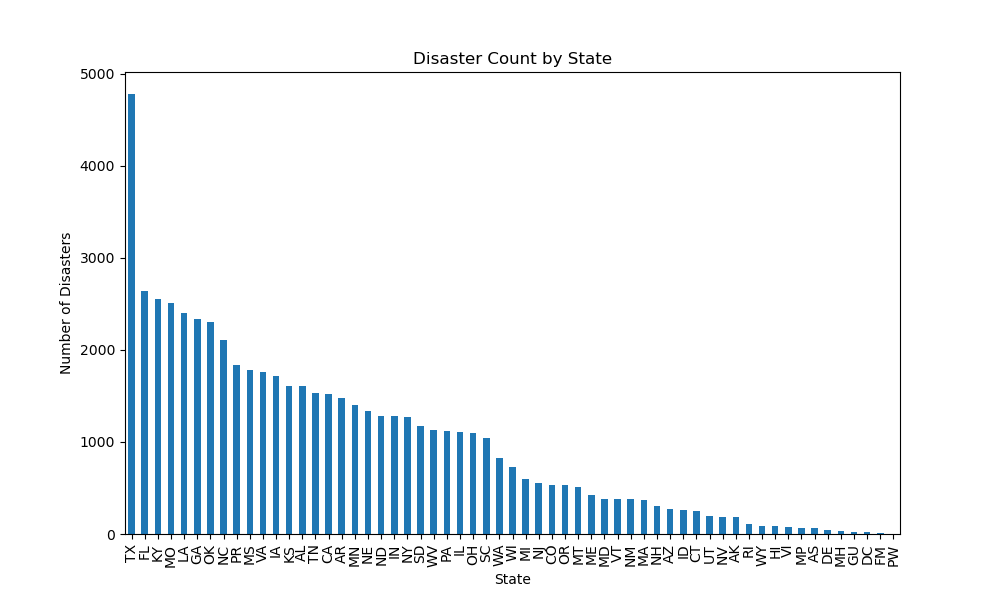 Disaster Count by State
5000
4000
3000
2000
1000
0
Number of Disasters
TX FL KY MO LA GA OK NC PR MS VA IA KS AL TN CA AR MN NE ND IN NY SD WV PA IL OH SC WA WI MI NJ CO OR MT ME MD VT NM MA NH AZ ID CT UT NV AK RI WY HI VI MP AS DE MH GU DC FM PW
State